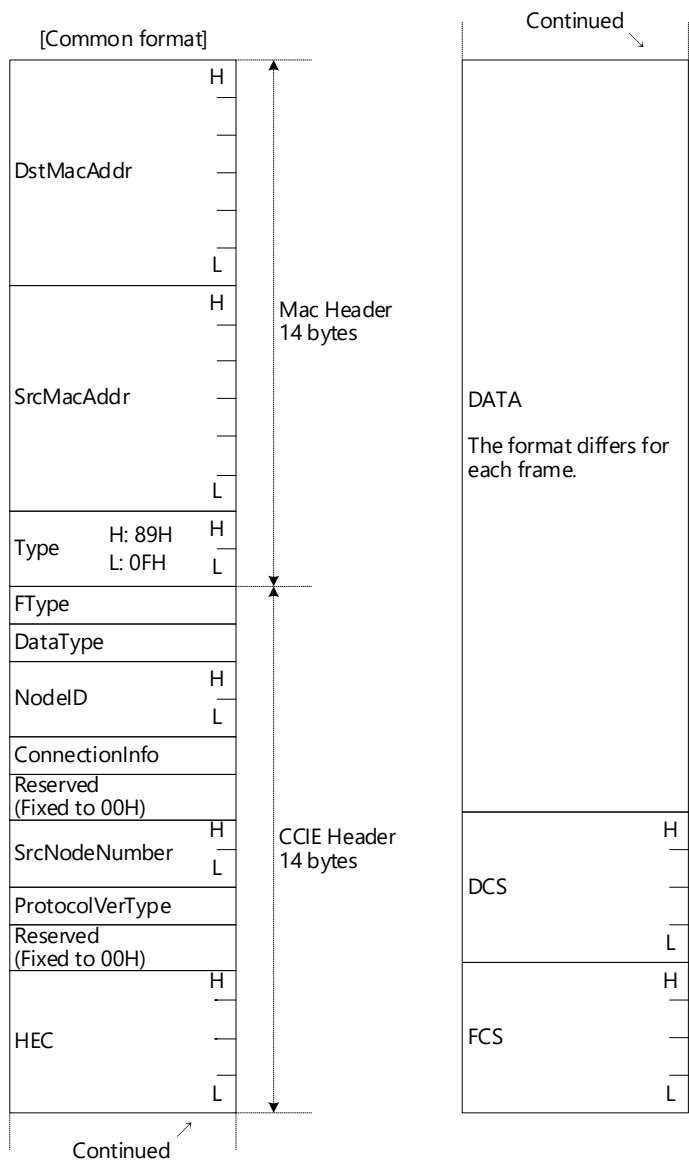 [Common format]
H
DstMacAddr
L
H
SrcMacAddr
L
Mac Header
14 bytes
Type H: 89H H
L: 0FH L
FType
DataType
H
NodeID
L
ConnectionInfo
Reserved
(Fixed to 00H)
H
SrcNodeNumber
L
ProtocolVerType
Reserved
(Fixed to 00H)
H
HEC
L
CCIE Header
14 bytes
Continued
↗
Continued
↘
DATA
The format differs for
each frame.
H
DCS
L
H
FCS
L